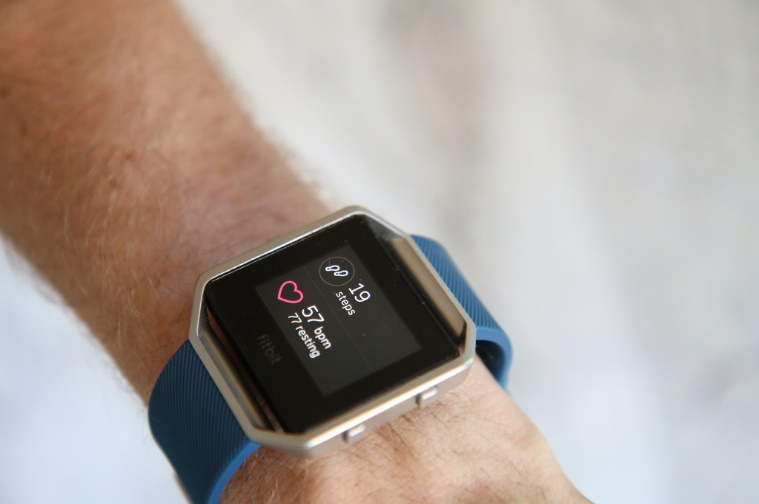 19
steps
57 bpm
77 resting
fitbit